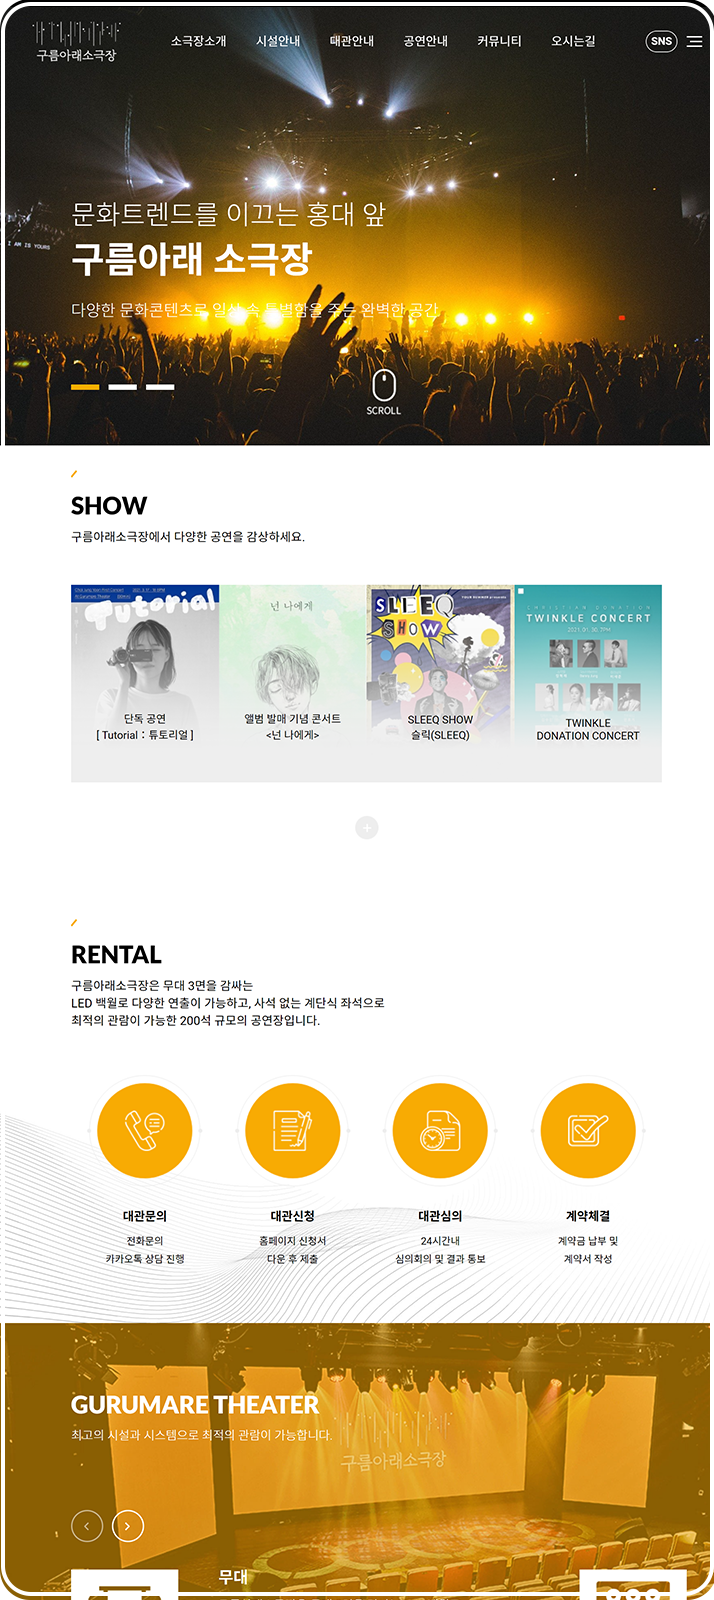 구름아래소극장
소극장소개
시설안내
대관안내
공연안내
커뮤니티
오시는길
SNS
I AM IS YOURS
문화트렌드를 이끄는 홍대 앞
구름아래 소극장
다양한 문화콘텐츠로 일상 속 특별함을 주는 완벽한 공간
SCROLL
SHOW
구름아래소극장에서 다양한 공연을 감상하세요.
Tutorial
단독 공연
[ Tutorial : 튜토리얼 ]
넌 나에게
앨범 발매 기념 콘서트
<넌 나에게>
SLEEQ
SHOW
SLEEQ SHOW
슬릭(SLEEQ)
CHRISTIAN DONATION
TWINKLE CONCERT
2021. 01. 30. 7PM
TWINKLE
DONATION CONCERT
RENTAL
구름아래소극장은 무대 3면을 감싸는
LED 백월로 다양한 연출이 가능하고, 사석 없는 계단식 좌석으로
최적의 관람이 가능한 200석 규모의 공연장입니다.
대관문의
전화문의
카카오톡 상담 진행
대관신청
홈페이지 신청서
다운 후 제출
대관심의
24시간내
심의회의 및 결과 통보
계약체결
계약금 납부 및
계약서 작성
GURUMARE THEATER
최고의 시설과 시스템으로 최적의 관람이 가능합니다.
구름아래소극장
무대